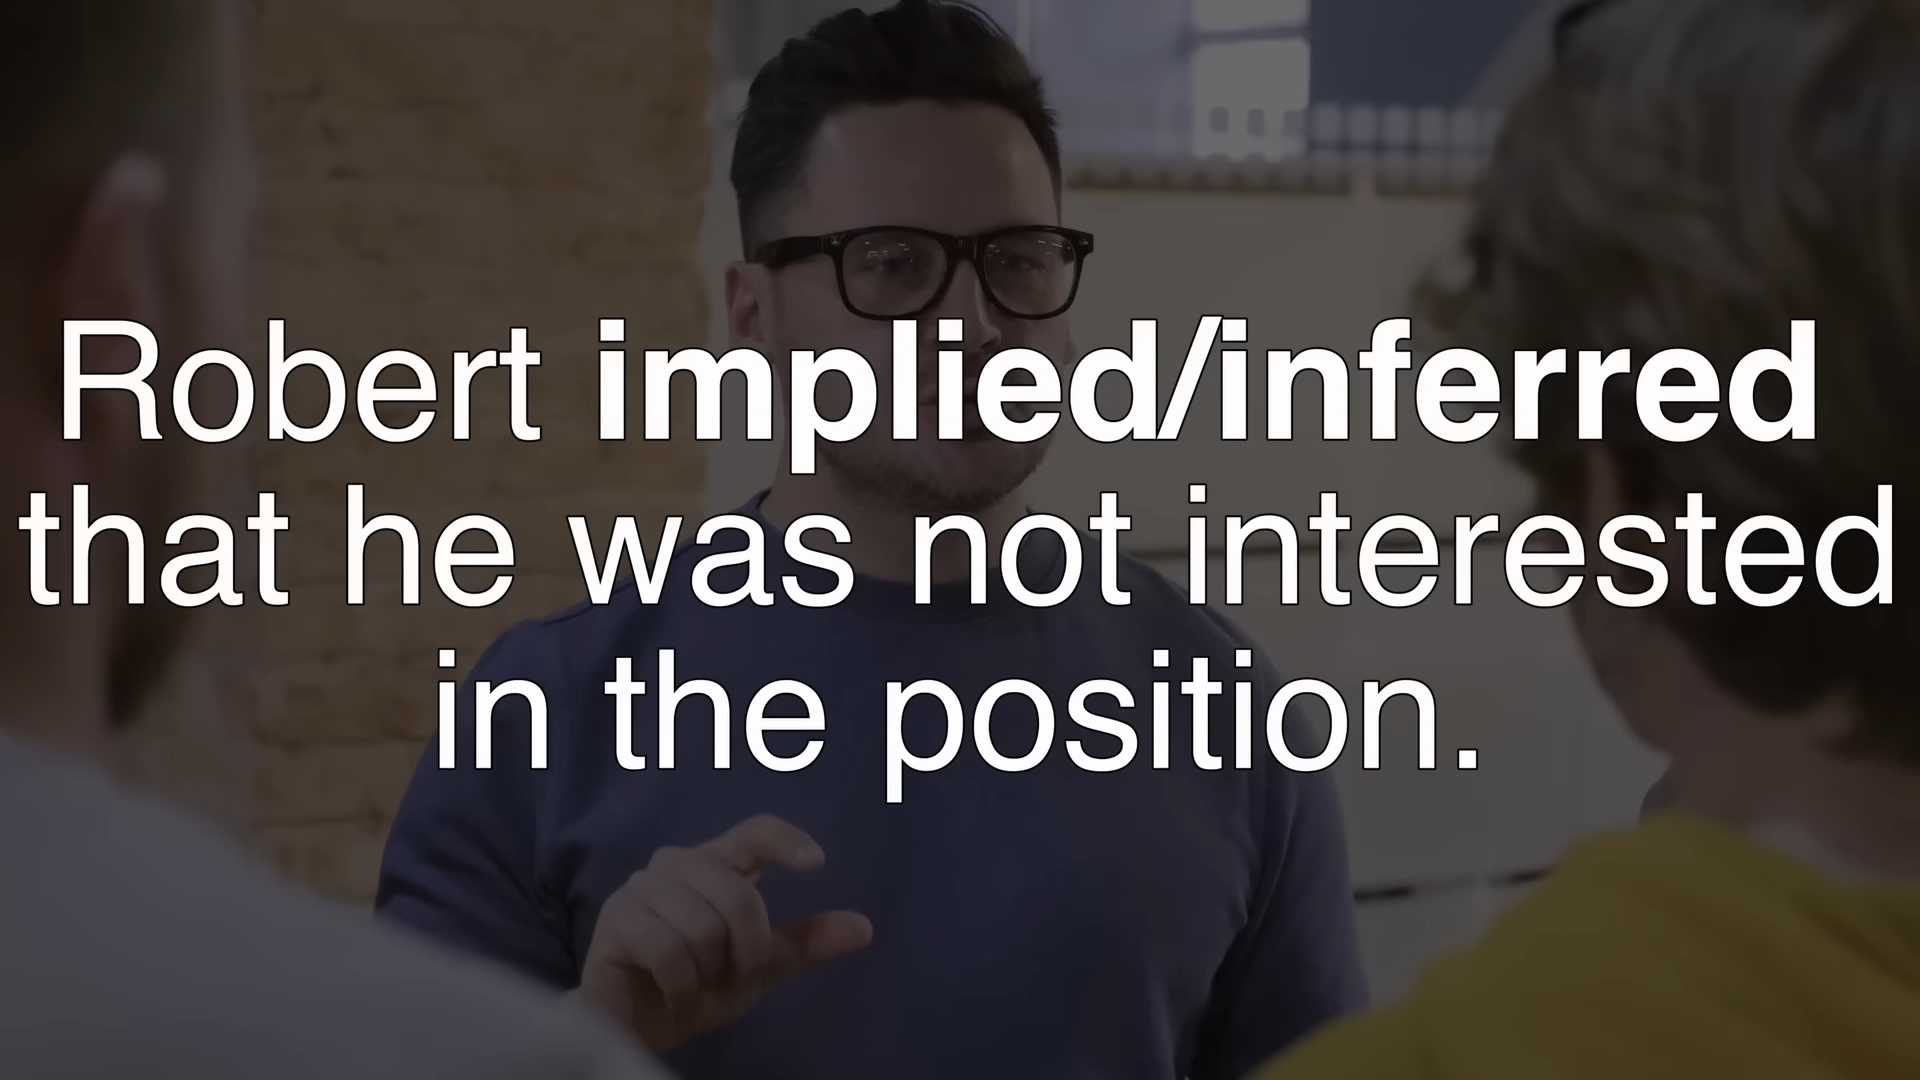 Robert implied/inferred
that he was not interested
in the position.